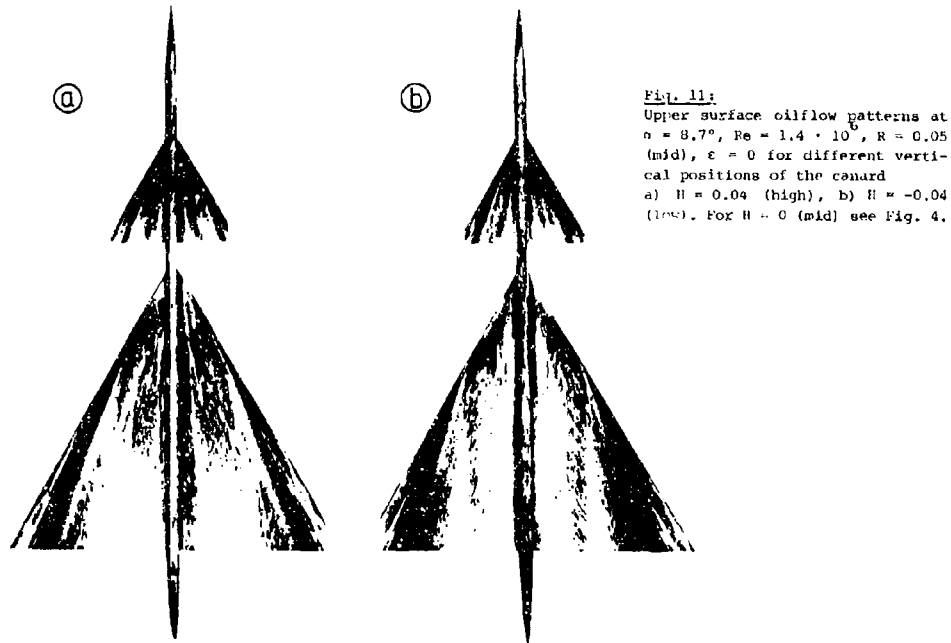 a
b
Fig. 11:
Upper surface oilflow patterns at
α = 8.7°, Re = 1.4 · 10⁶, R = 0.05
(mid), ε = 0 for different verti-
cal positions of the canard
a) H = 0.04 (high), b) H = -0.04
(low). For H = 0 (mid) see Fig. 4.